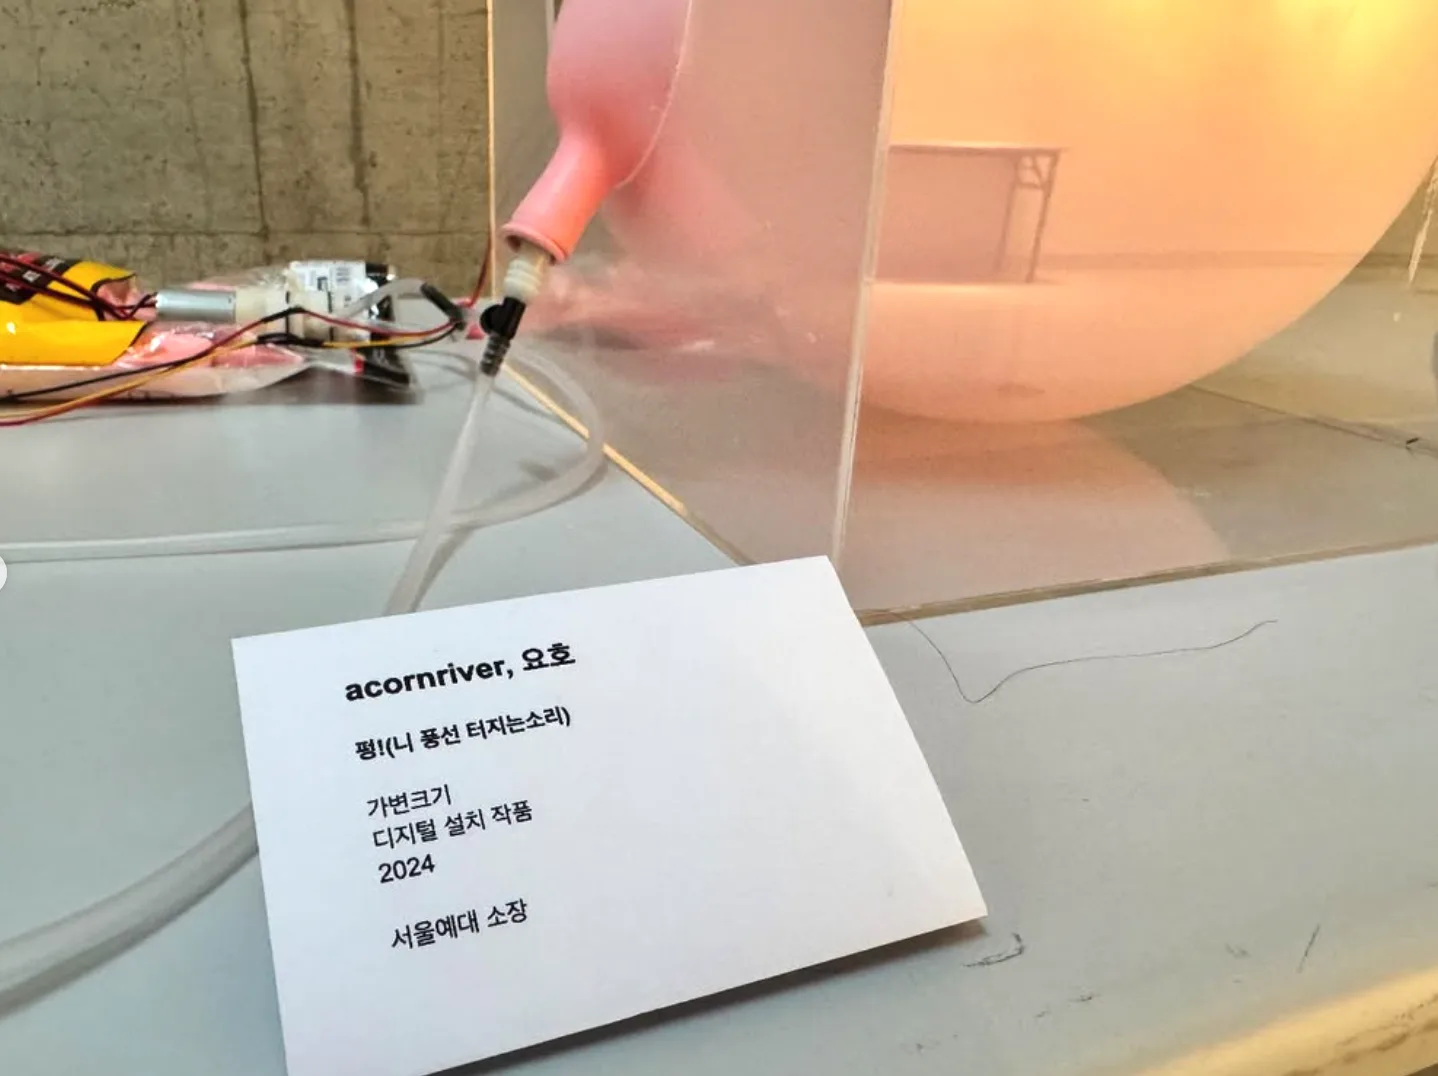 acornriver, 요호
펑!(니 풍선 터지는소리)
가변크기
디지털 설치 작품
2024
서울예대 소장